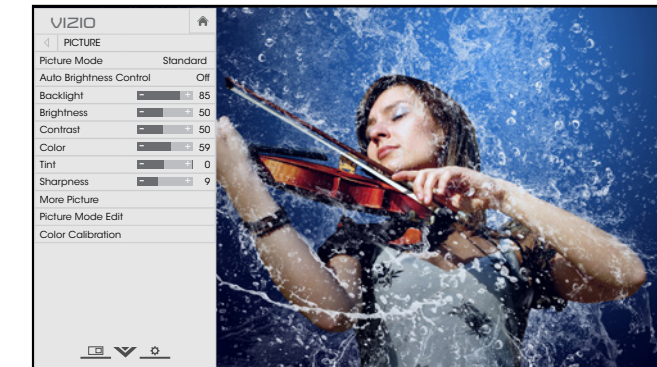 VIZIO
PICTURE
Picture Mode Standard
Auto Brightness Control Off
Backlight 85
Brightness 50
Contrast 50
Color 59
Tint 0
Sharpness 9
More Picture
Picture Mode Edit
Color Calibration